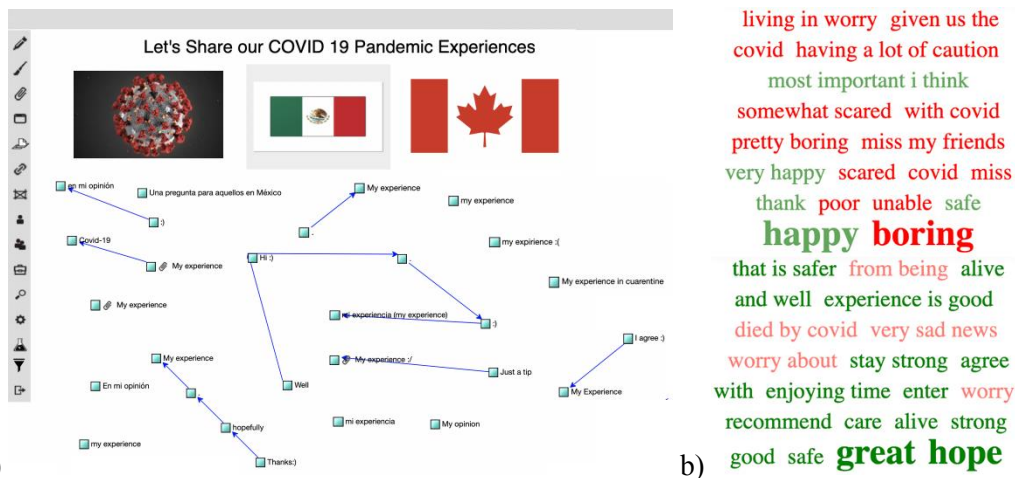 Let's Share our COVID 19 Pandemic Experiences
en mi opinión
Una pregunta para aquellos en México
My experience
my experience
:)
.
Covid-19
My experience
Hi :)
.
my expirience :(
My experience in cuarentine
My experience
mi experiencia (my experience)
:)
I agree :)
My experience
My experience :/
Just a tip
En mi opinión
.
Well
My Experience
hopefully
mi experiencia
My opinion
my experience
Thanks:)
)
b)
living in worry given us the
covid having a lot of caution
most important i think
somewhat scared with covid
pretty boring miss my friends
very happy scared covid miss
thank poor unable safe
happy boring
that is safer from being alive
and well experience is good
died by covid very sad news
worry about stay strong agree
with enjoying time enter worry
recommend care alive strong
good safe great hope